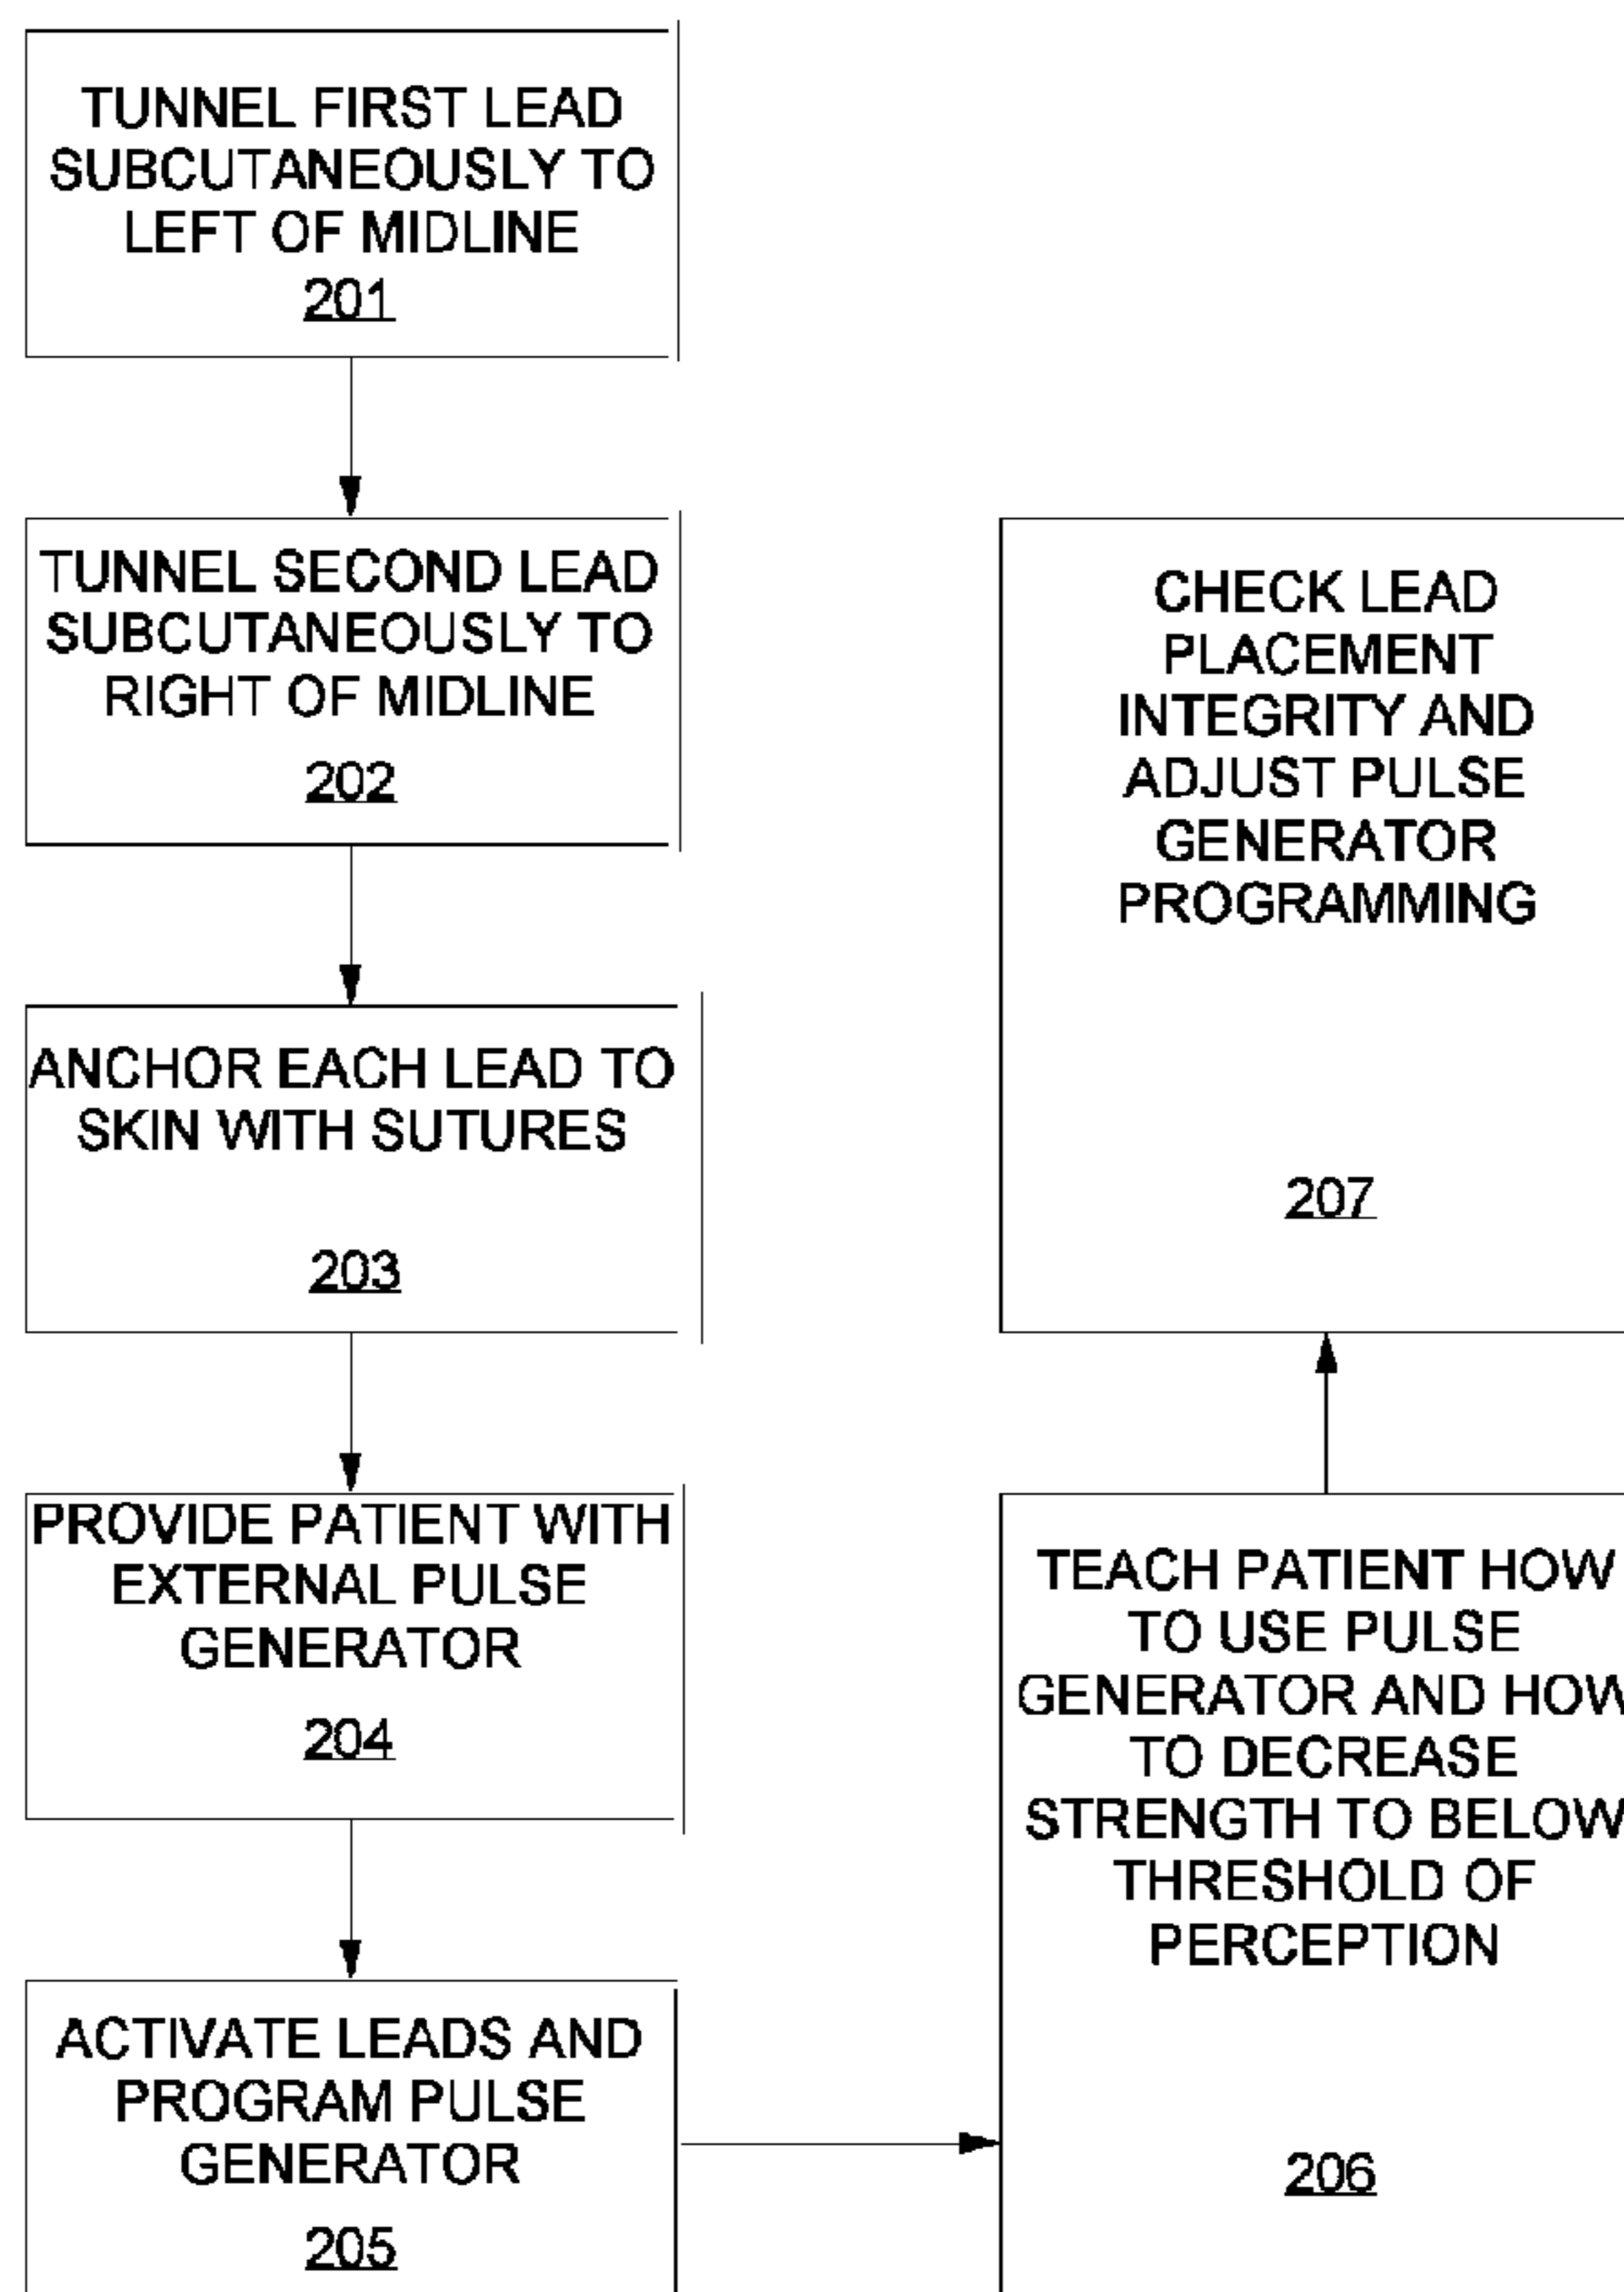 TUNNEL FIRST LEAD
SUBCUTANEOUSLY TO
LEFT OF MIDLINE
201
TUNNEL SECOND LEAD
SUBCUTANEOUSLY TO
RIGHT OF MIDLINE
202
ANCHOR EACH LEAD TO
SKIN WITH SUTURES
203
PROVIDE PATIENT WITH
EXTERNAL PULSE
GENERATOR
204
ACTIVATE LEADS AND
PROGRAM PULSE
GENERATOR
205
TEACH PATIENT HOW
TO USE PULSE
GENERATOR AND HOW
TO DECREASE
STRENGTH TO BELOW
THRESHOLD OF
PERCEPTION
206
CHECK LEAD
PLACEMENT
INTEGRITY AND
ADJUST PULSE
GENERATOR
PROGRAMMING
207